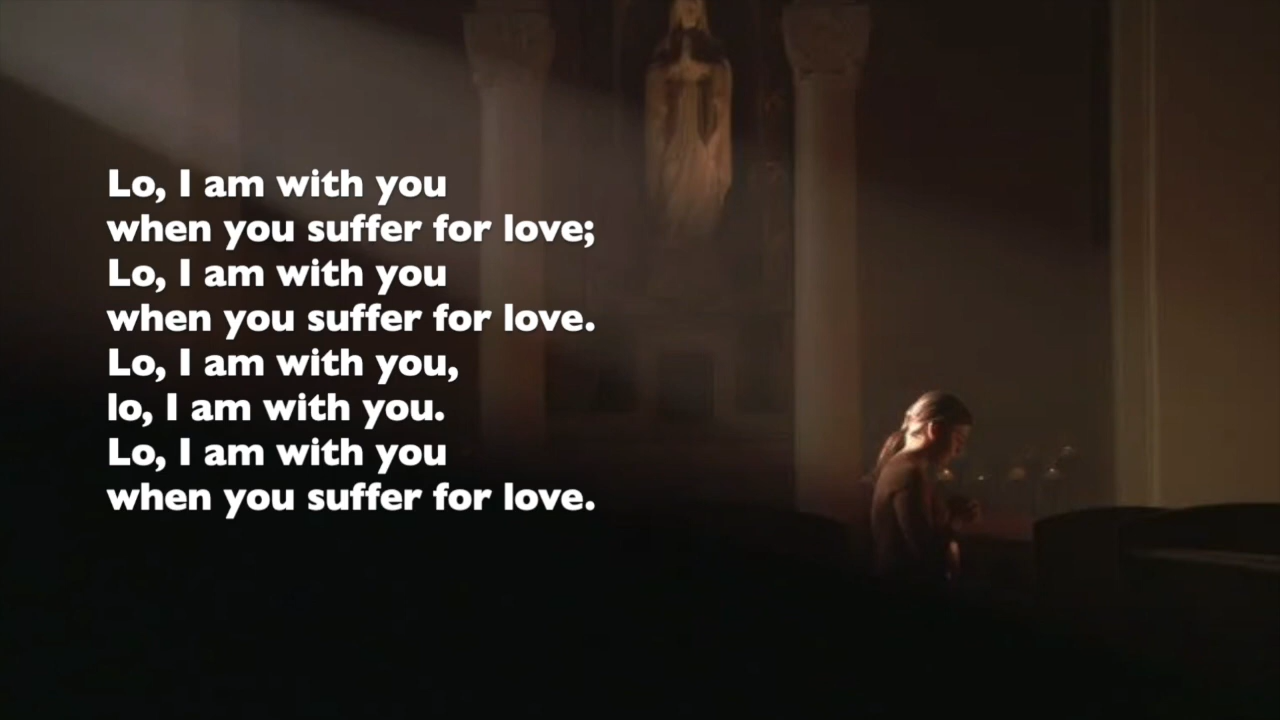 Lo, I am with you
when you suffer for love;
Lo, I am with you
when you suffer for love.
Lo, I am with you,
lo, I am with you.
Lo, I am with you
when you suffer for love.